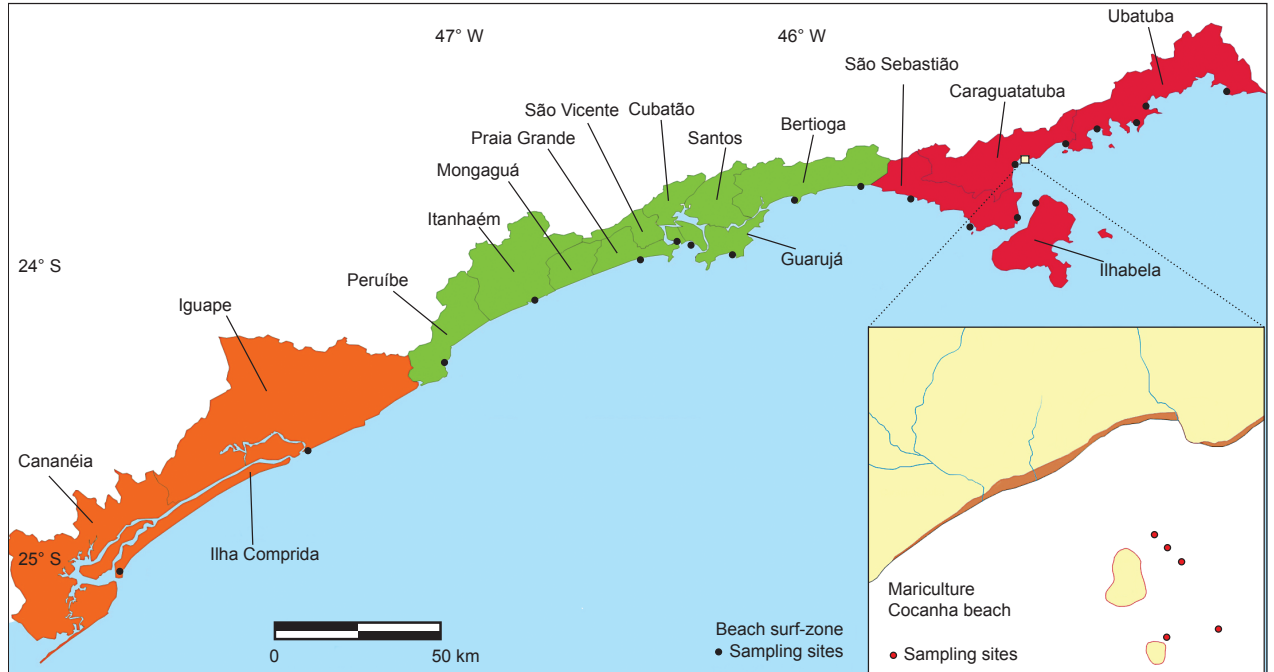 Ubatuba
47° W
46° W
São Sebastião
Caraguatatuba
São Vicente
Cubatão
Praia Grande
Santos
Bertioga
Mongaguá
Itanhaém
Guarujá
24° S
Ilhabela
Peruíbe
Iguape
Cananéia
Ilha Comprida
25° S
Mariculture
Cocanha beach
Sampling sites
Beach surf-zone
Sampling sites
0
50 km